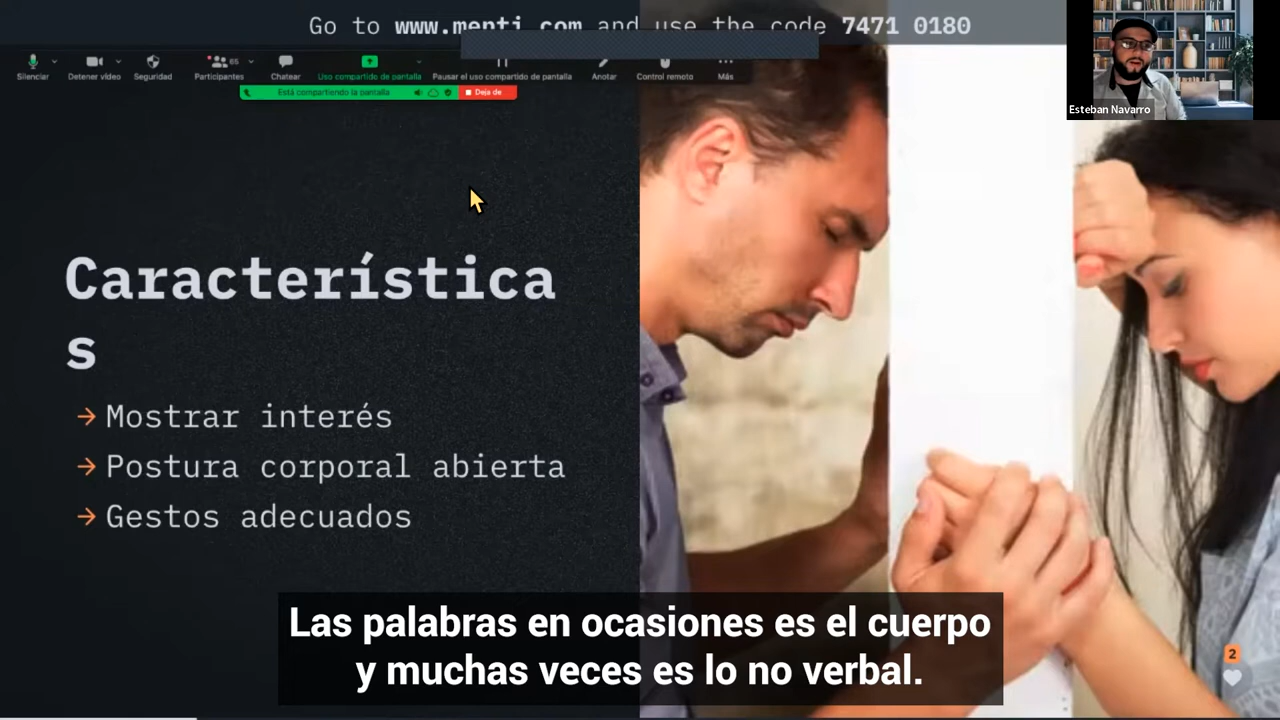 Go to www.menti.com and use the code 7471 0180
Silenciar
Detener vídeo
Seguridad
Participantes
65
Chatear
Uso compartido de pantalla
Pausar el uso compartido de pantalla
Anotar
Control remoto
Más
Está compartiendo la pantalla
Deja de
Esteban Navarro
Característica
s
→ Mostrar interés
→ Postura corporal abierta
→ Gestos adecuados
Las palabras en ocasiones es el cuerpo
y muchas veces es lo no verbal.
2